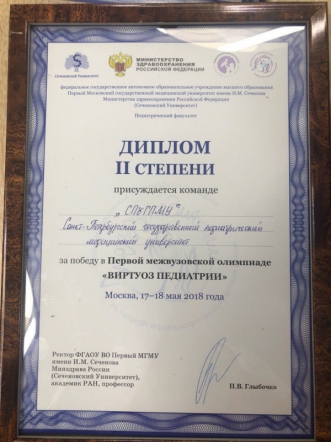 Сеченовский Университет
МИНИСТЕРСТВО
ЗДРАВООХРАНЕНИЯ
РОССИЙСКОЙ ФЕДЕРАЦИИ
федеральное государственное автономное образовательное учреждение высшего образования
Первый Московский государственный медицинский университет имени И.М. Сеченова
Министерства здравоохранения Российской Федерации
(Сеченовский Университет)
Педиатрический факультет
ДИПЛОМ
II СТЕПЕНИ
присуждается команде
„СПбГПМУ"
Санкт-Петербургский государственный педиатрический
медицинский университет
за победу в Первой межвузовской олимпиаде
«ВИРТУОЗ ПЕДИАТРИИ»
Москва, 17–18 мая 2018 года
Ректор ФГАОУ ВО Первый МГМУ
имени И.М. Сеченова
Минздрава России
(Сеченовский Университет),
академик РАН, профессор
П.В. Глыбочко